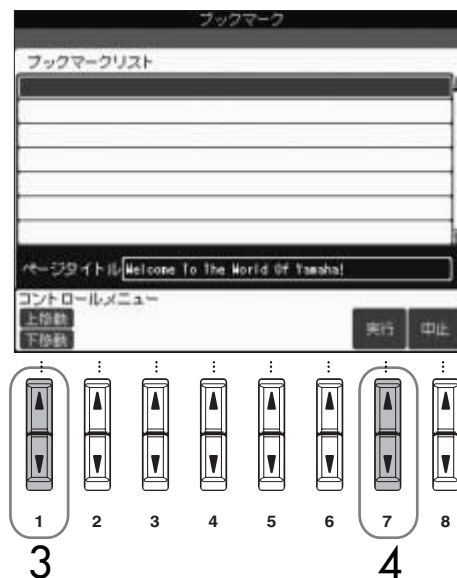 ブックマーク
ブックマークリスト
ページタイトル Welcome To The World Of Yamaha!
コントロールメニュー
上移動
下移動
実行 中止
1 2 3 4 5 6 7 8
3 4